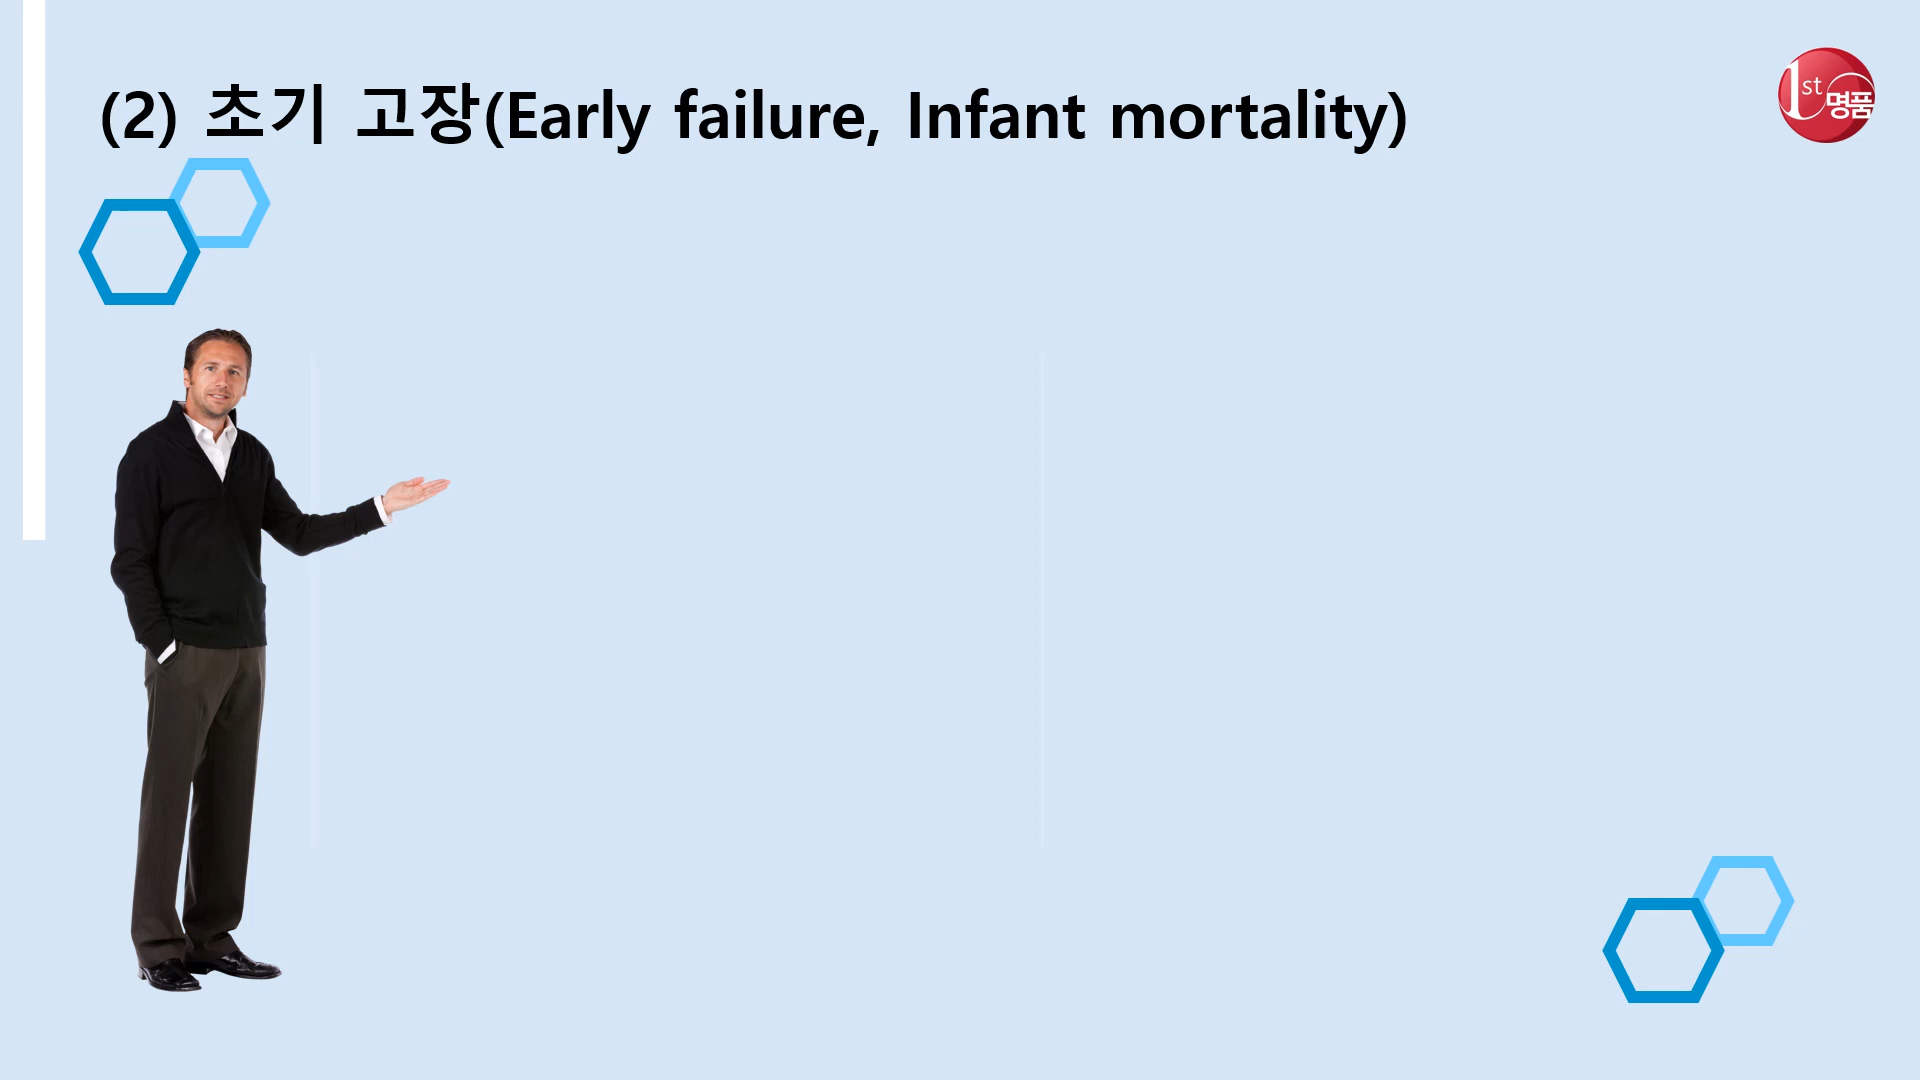 (2) 초기 고장(Early failure, Infant mortality)
1st
명품